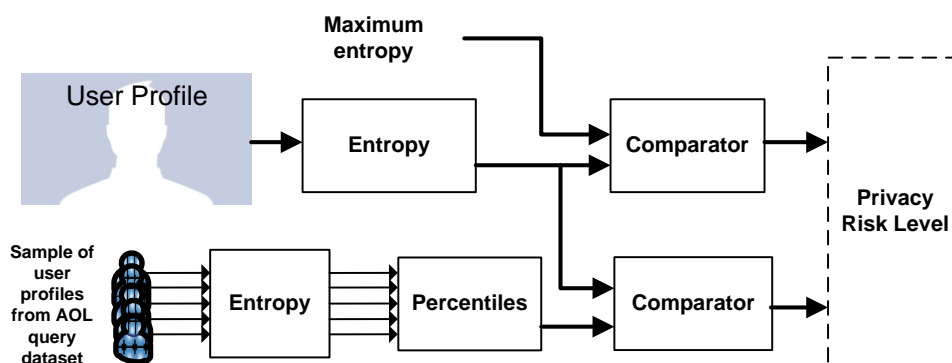 Maximum
entropy
User Profile
Entropy
Comparator
Privacy
Risk Level
Sample of
user
profiles
from AOL
query
dataset
Entropy
Percentiles
Comparator